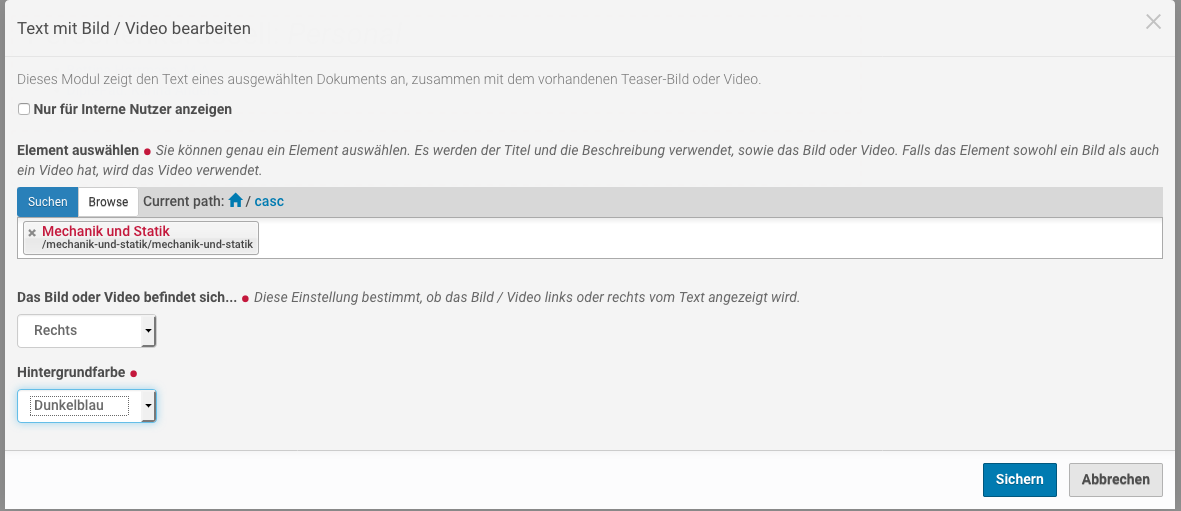 Text mit Bild / Video bearbeiten
Dieses Modul zeigt den Text eines ausgewählten Dokuments an, zusammen mit dem vorhandenen Teaser-Bild oder Video.
Nur für Interne Nutzer anzeigen
Element auswählen ● Sie können genau ein Element auswählen. Es werden der Titel und die Beschreibung verwendet, sowie das Bild oder Video. Falls das Element sowohl ein Bild als auch
ein Video hat, wird das Video verwendet.
Suchen Browse Current path: / casc
× Mechanik und Statik
/mechanik-und-statik/mechanik-und-statik
Das Bild oder Video befindet sich... ● Diese Einstellung bestimmt, ob das Bild / Video links oder rechts vom Text angezeigt wird.
Rechts
Hintergrundfarbe ●
Dunkelblau
Sichern Abbrechen